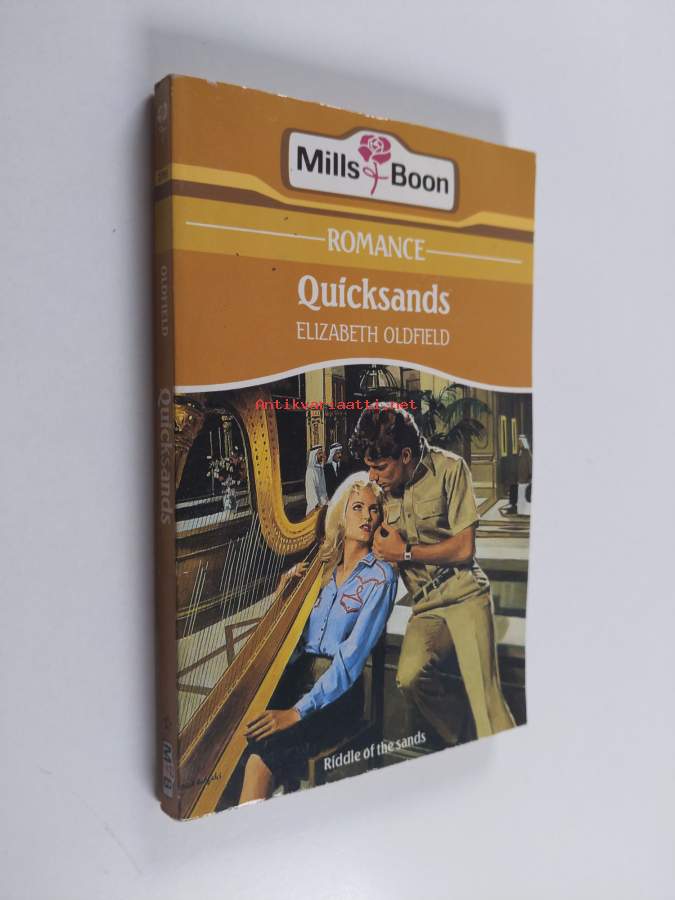 Mills & Boon
ROMANCE
Quicksands
ELIZABETH OLDFIELD
Antikvariaatti.net
Riddle of the sands
OLDFIELD
Quicksands
M&B